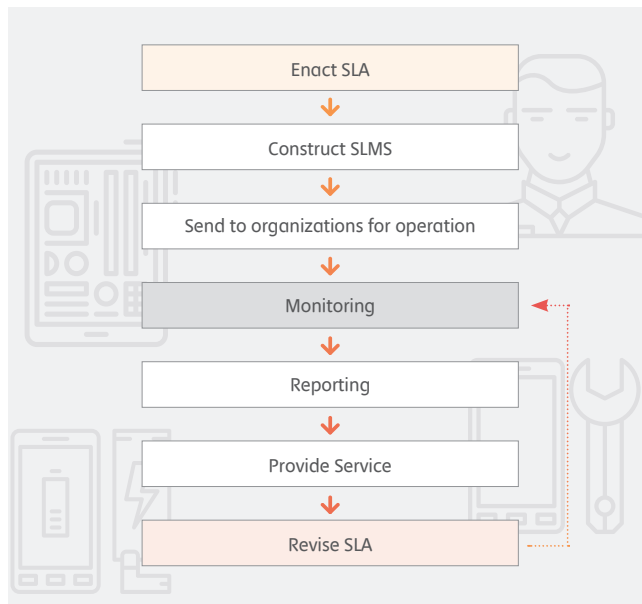 Enact SLA
Construct SLMS
Send to organizations for operation
Monitoring
Reporting
Provide Service
Revise SLA